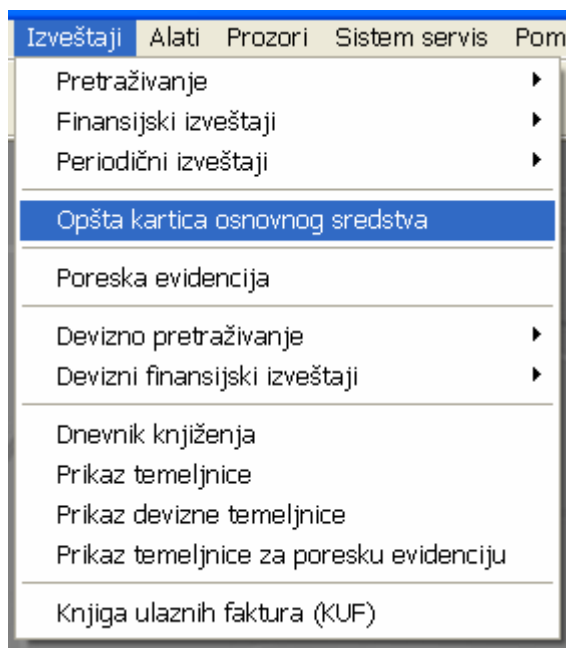 Izveštaji Alati Prozori Sistem servis Pom
Pretraživanje
Finansijski izveštaji
Periodični izveštaji
Opšta kartica osnovnog sredstva
Poreska evidencija
Devizno pretraživanje
Devizni finansijski izveštaji
Dnevnik knjiženja
Prikaz temeljnice
Prikaz devizne temeljnice
Prikaz temeljnice za poresku evidenciju
Knjiga ulaznih faktura (KUF)